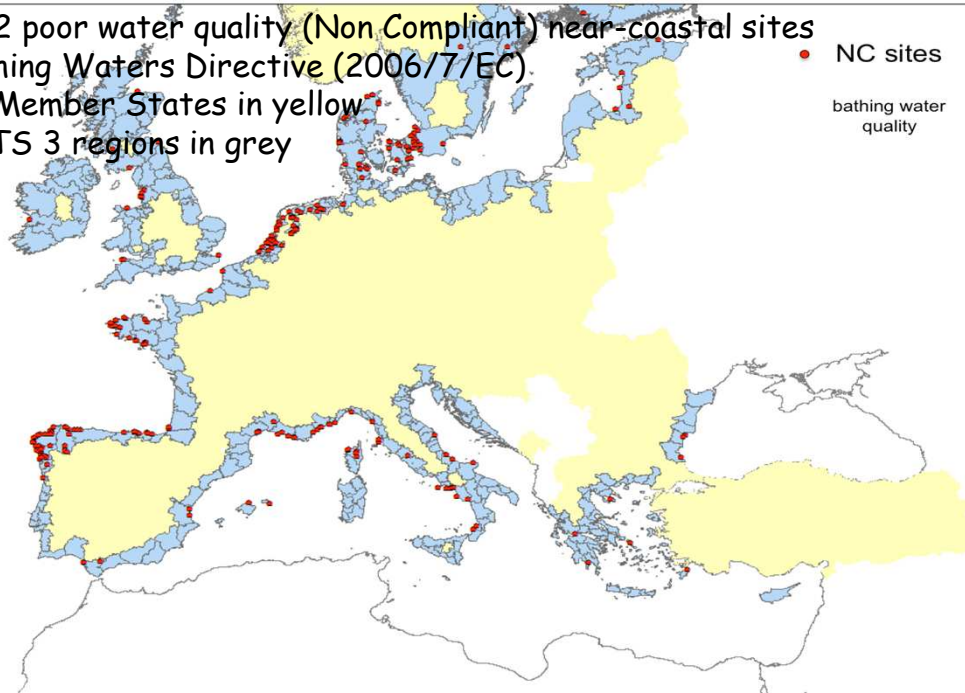 2 poor water quality (Non Compliant) near-coastal sites
ning Waters Directive (2006/7/EC)
Member States in yellow
TS 3 regions in grey
NC sites
bathing water
quality